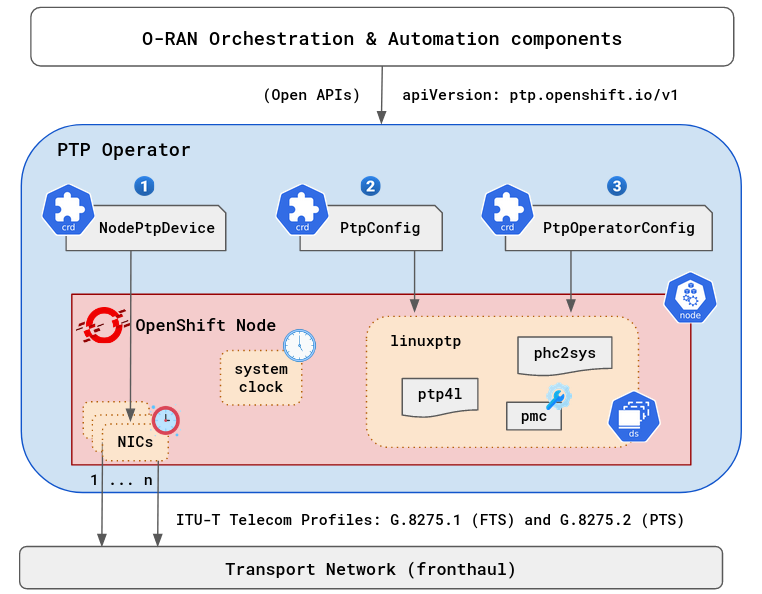 O-RAN Orchestration & Automation components
(Open APIs)
apiVersion: ptp.openshift.io/v1
PTP Operator
1
2
3
crd
NodePtpDevice
crd
PtpConfig
crd
PtpOperatorConfig
node
OpenShift Node
linuxptp
system
clock
phc2sys
ptp4l
pmc
ds
NICs
1 ... n
ITU-T Telecom Profiles: G.8275.1 (FTS) and G.8275.2 (PTS)
Transport Network (fronthaul)